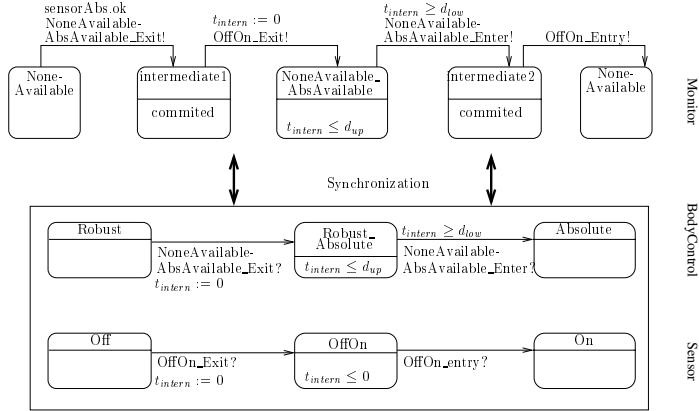 sensorAbs.ok
NoneAvailable-
AbsAvailable_Exit!
t_intern := 0
OffOn_Exit!
t_intern ≥ d_low
NoneAvailable-
AbsAvailable_Enter!
OffOn_Entry!
None-
Available
intermediate1
commited
NoneAvailable_
AbsAvailable
t_intern ≤ d_up
intermediate2
commited
None-
Available
Monitor
Synchronization
Robust
NoneAvailable-
AbsAvailable_Exit?
t_intern := 0
Robust_
Absolute
t_intern ≤ d_up
t_intern ≥ d_low
NoneAvailable-
AbsAvailable_Enter?
Absolute
BodyControl
Off
OffOn_Exit?
t_intern := 0
OffOn
t_intern ≤ 0
OffOn_entry?
On
Sensor